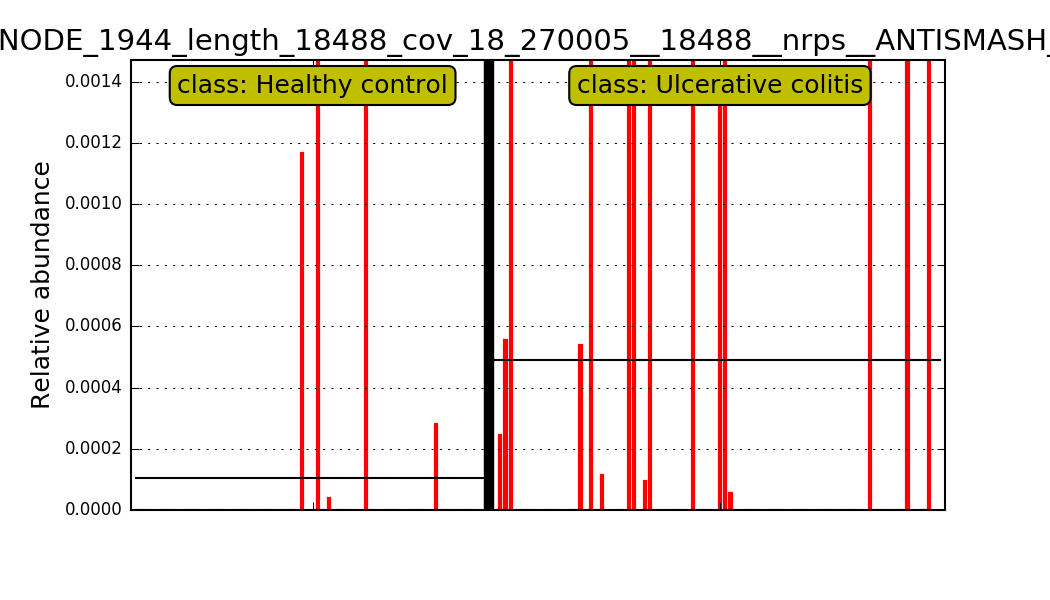 NODE_1944_length_18488_cov_18_270005__18488__nrps__ANTISMASH_
class: Healthy control
class: Ulcerative colitis
Relative abundance
0.0014
0.0012
0.0010
0.0008
0.0006
0.0004
0.0002
0.0000